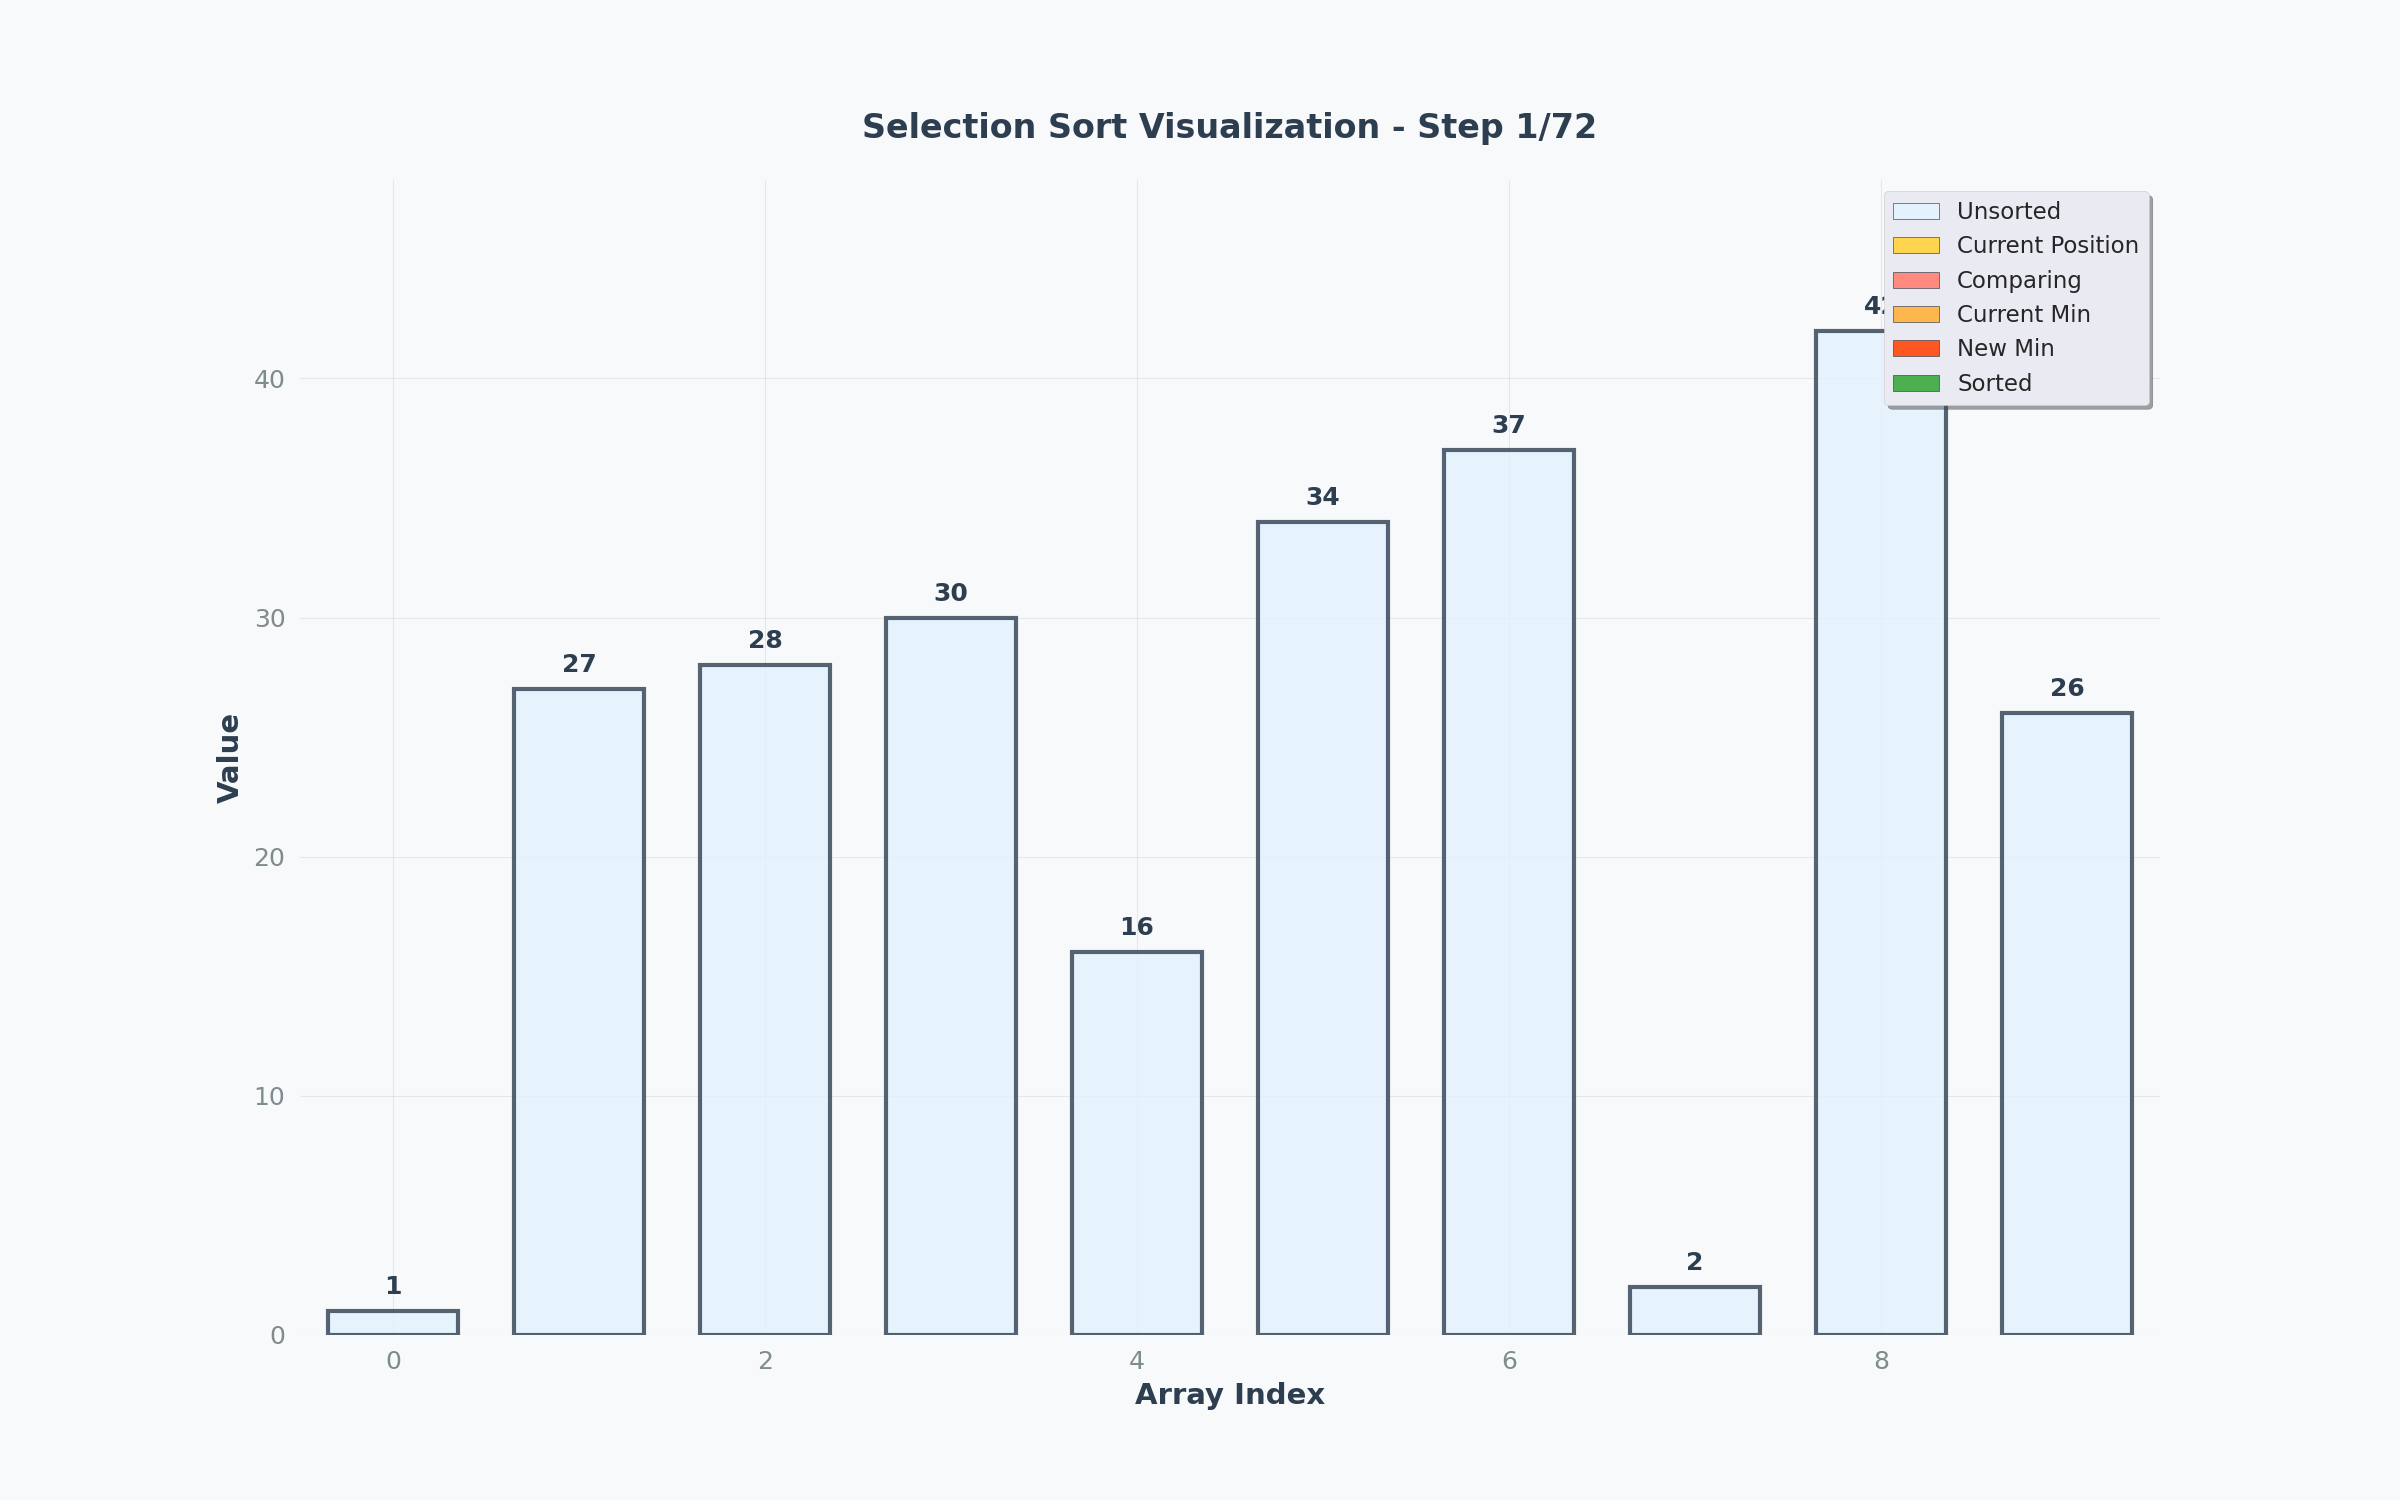 Selection Sort Visualization - Step 1/72
Unsorted
Current Position
Comparing
Current Min
New Min
Sorted
40
37
34
30
30
28
27
26
20
16
10
2
1
0
0 2 4 6 8
Value
Array Index